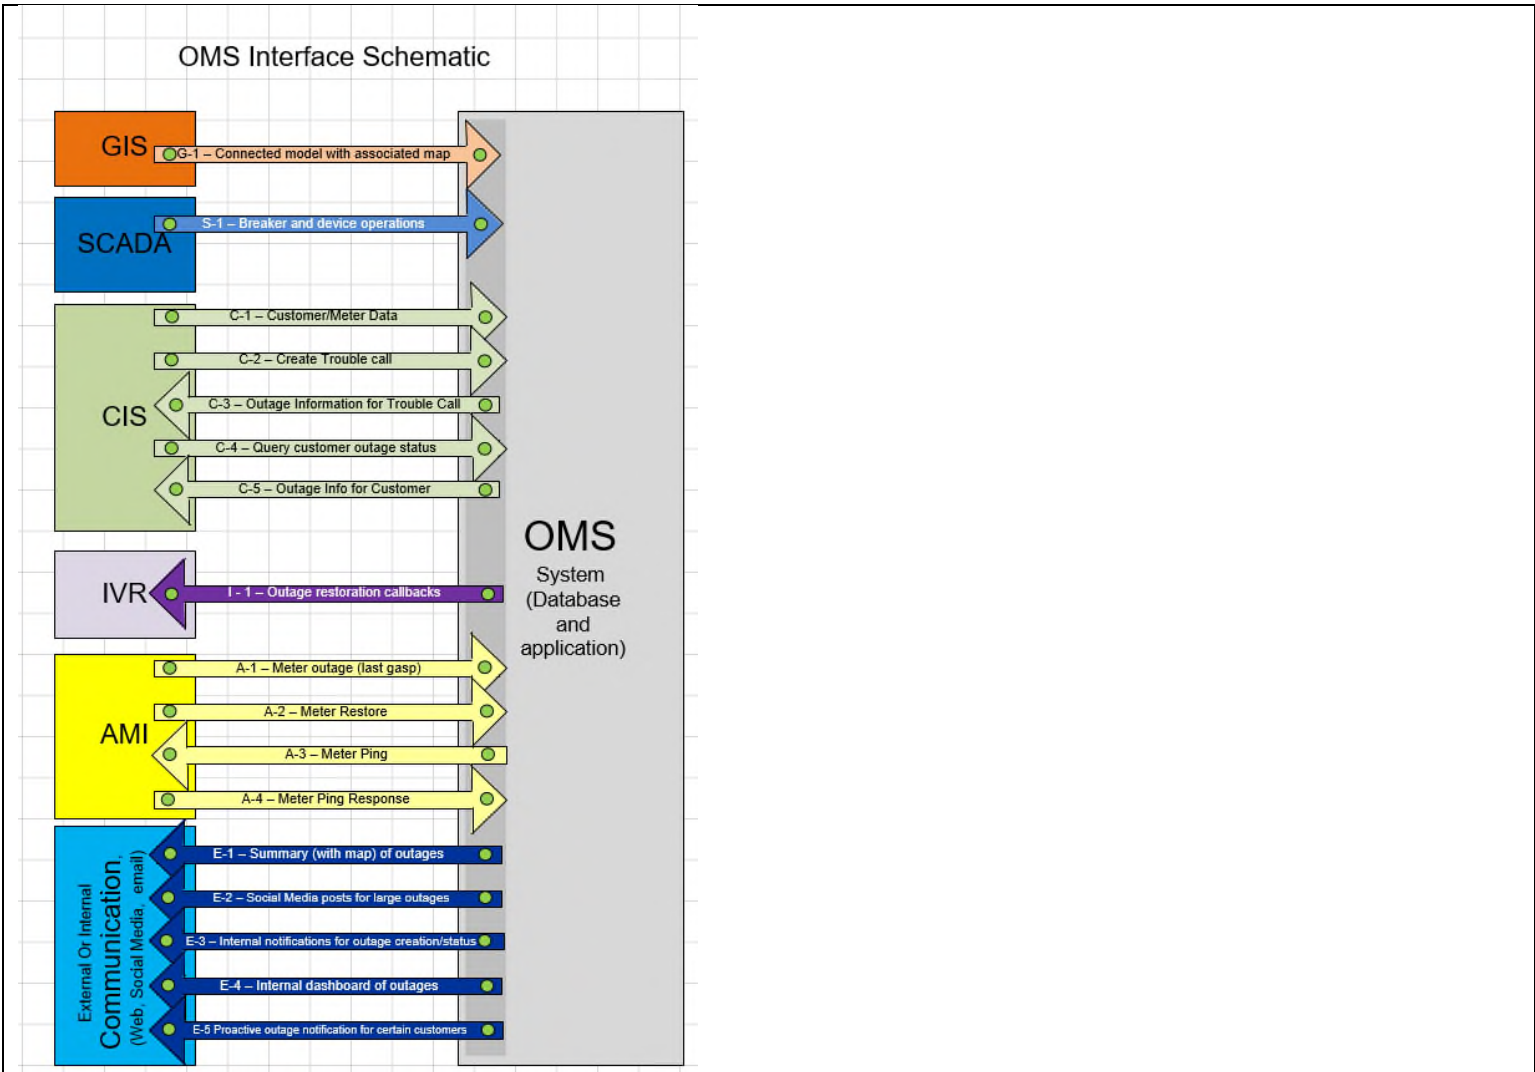 OMS Interface Schematic
GIS
G-1 – Connected model with associated map
SCADA
S-1 – Breaker and device operations
CIS
C-1 – Customer/Meter Data
C-2 – Create Trouble call
C-3 – Outage Information for Trouble Call
C-4 – Query customer outage status
C-5 – Outage Info for Customer
OMS
System
(Database
and
application)
IVR
I - 1 – Outage restoration callbacks
AMI
A-1 – Meter outage (last gasp)
A-2 – Meter Restore
A-3 – Meter Ping
A-4 – Meter Ping Response
External Or Internal
Communication,
(Web, Social Media, email)
E-1 – Summary (with map) of outages
E-2 – Social Media posts for large outages
E-3 – Internal notifications for outage creation/status
E-4 – Internal dashboard of outages
E-5 Proactive outage notification for certain customers